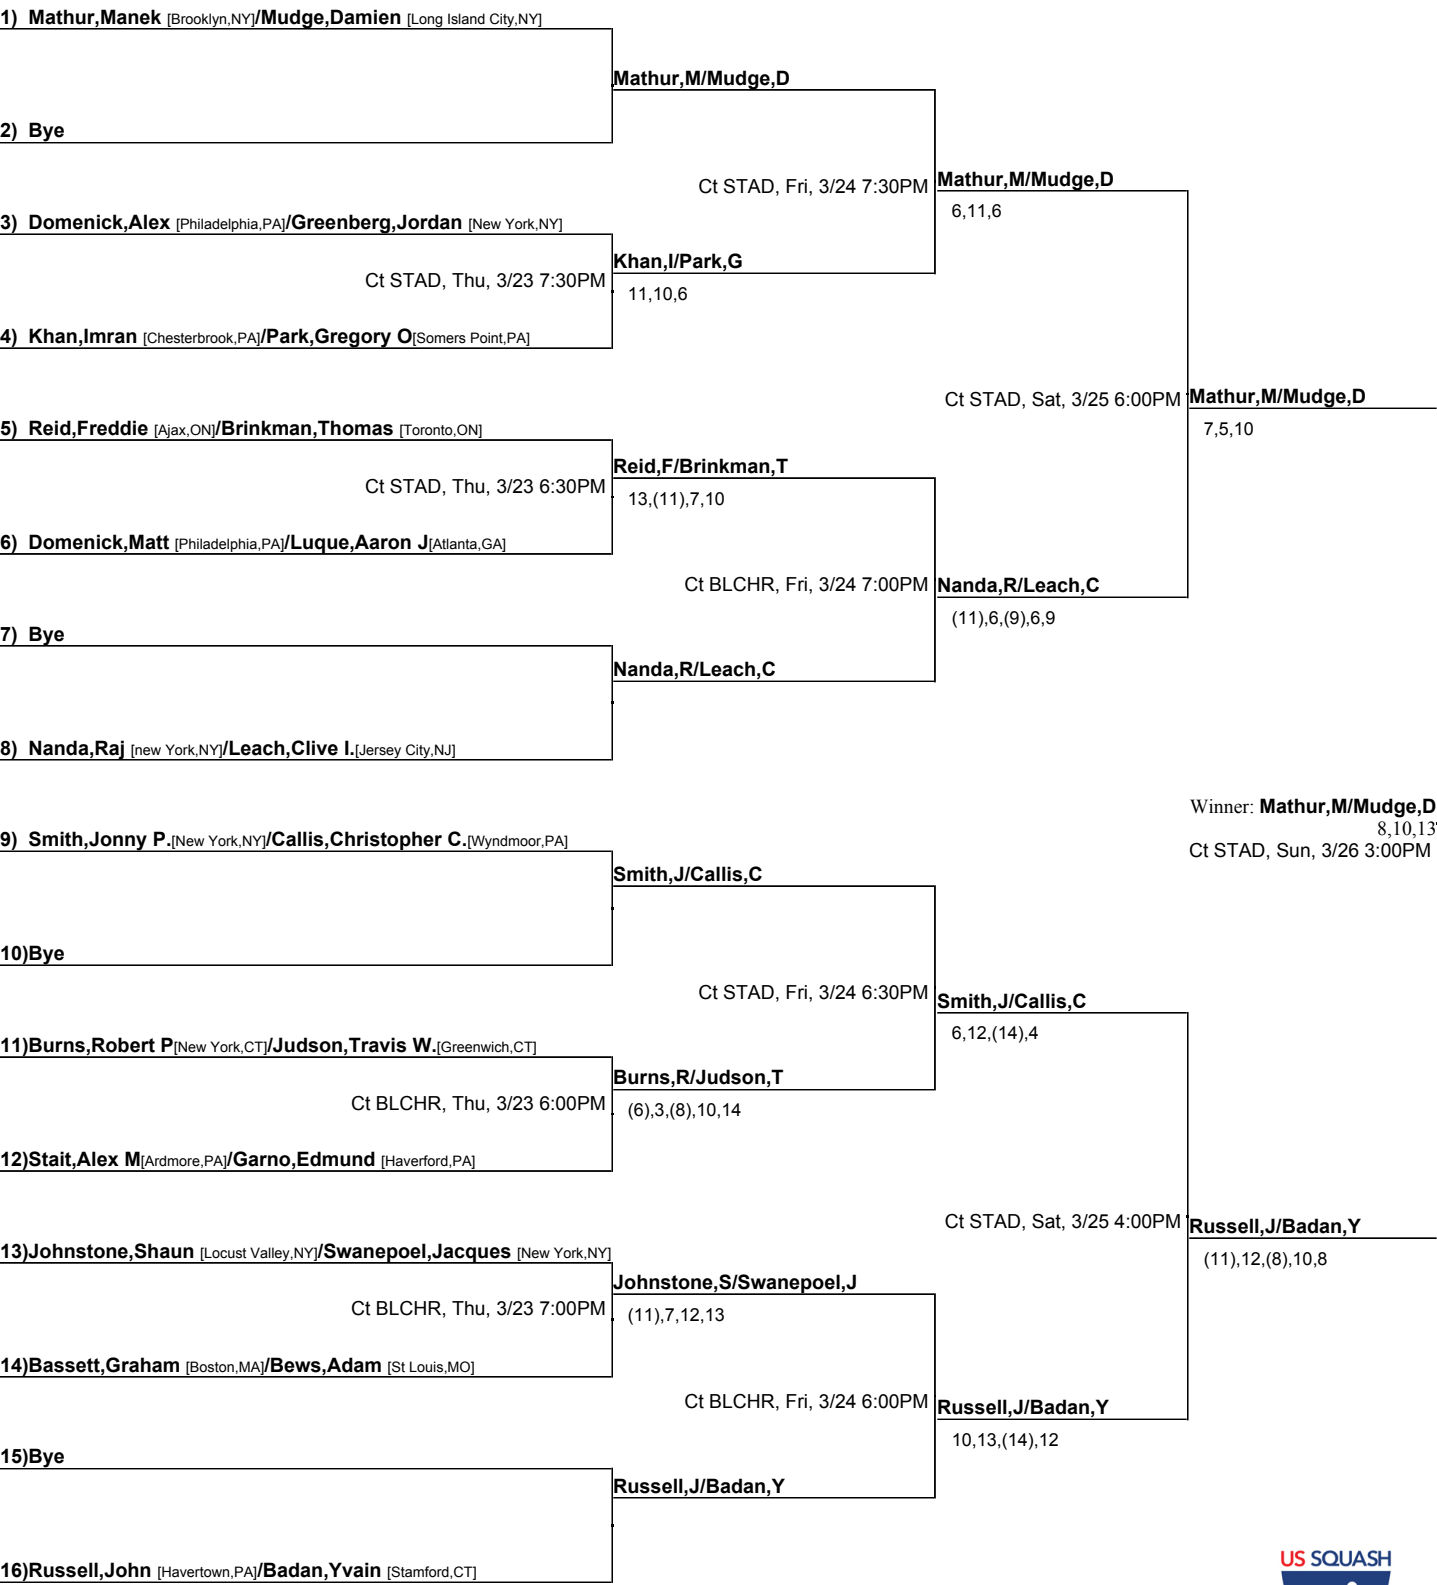 1) Mathur,Manek [Brooklyn,NY]/Mudge,Damien [Long Island City,NY]
Mathur,M/Mudge,D
2) Bye
Ct STAD, Fri, 3/24 7:30PM
Mathur,M/Mudge,D
6,11,6
3) Domenick,Alex [Philadelphia,PA]/Greenberg,Jordan [New York,NY]
Khan,I/Park,G
Ct STAD, Thu, 3/23 7:30PM
11,10,6
4) Khan,Imran [Chesterbrook,PA]/Park,Gregory O[Somers Point,PA]
Ct STAD, Sat, 3/25 6:00PM
Mathur,M/Mudge,D
7,5,10
5) Reid,Freddie [Ajax,ON]/Brinkman,Thomas [Toronto,ON]
Reid,F/Brinkman,T
Ct STAD, Thu, 3/23 6:30PM
13,(11),7,10
6) Domenick,Matt [Philadelphia,PA]/Luque,Aaron J[Atlanta,GA]
Ct BLCHR, Fri, 3/24 7:00PM
Nanda,R/Leach,C
(11),6,(9),6,9
7) Bye
Nanda,R/Leach,C
8) Nanda,Raj [new York,NY]/Leach,Clive I.[Jersey City,NJ]
Winner: Mathur,M/Mudge,D
8,10,13
Ct STAD, Sun, 3/26 3:00PM
9) Smith,Jonny P.[New York,NY]/Callis,Christopher C.[Wyndmoor,PA]
Smith,J/Callis,C
10)Bye
Ct STAD, Fri, 3/24 6:30PM
Smith,J/Callis,C
6,12,(14),4
11)Burns,Robert P[New York,CT]/Judson,Travis W.[Greenwich,CT]
Burns,R/Judson,T
Ct BLCHR, Thu, 3/23 6:00PM
(6),3,(8),10,14
12)Stait,Alex M[Ardmore,PA]/Garno,Edmund [Haverford,PA]
Ct STAD, Sat, 3/25 4:00PM
Russell,J/Badan,Y
(11),12,(8),10,8
13)Johnstone,Shaun [Locust Valley,NY]/Swanepoel,Jacques [New York,NY]
Johnstone,S/Swanepoel,J
Ct BLCHR, Thu, 3/23 7:00PM
(11),7,12,13
14)Bassett,Graham [Boston,MA]/Bews,Adam [St Louis,MO]
Ct BLCHR, Fri, 3/24 6:00PM
Russell,J/Badan,Y
10,13,(14),12
15)Bye
Russell,J/Badan,Y
16)Russell,John [Havertown,PA]/Badan,Yvain [Stamford,CT]
US SQUASH